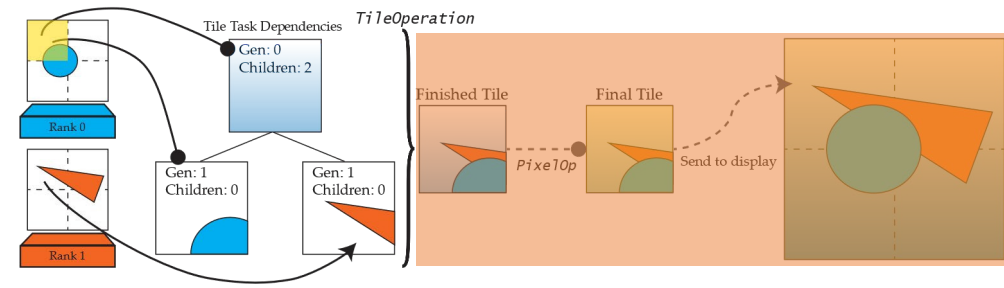 TileOperation
Tile Task Dependencies
Gen: 0
Children: 2
Rank 0
Gen: 1
Children: 0
Gen: 1
Children: 0
Rank 1
Finished Tile
Final Tile
PixelOp
Send to display